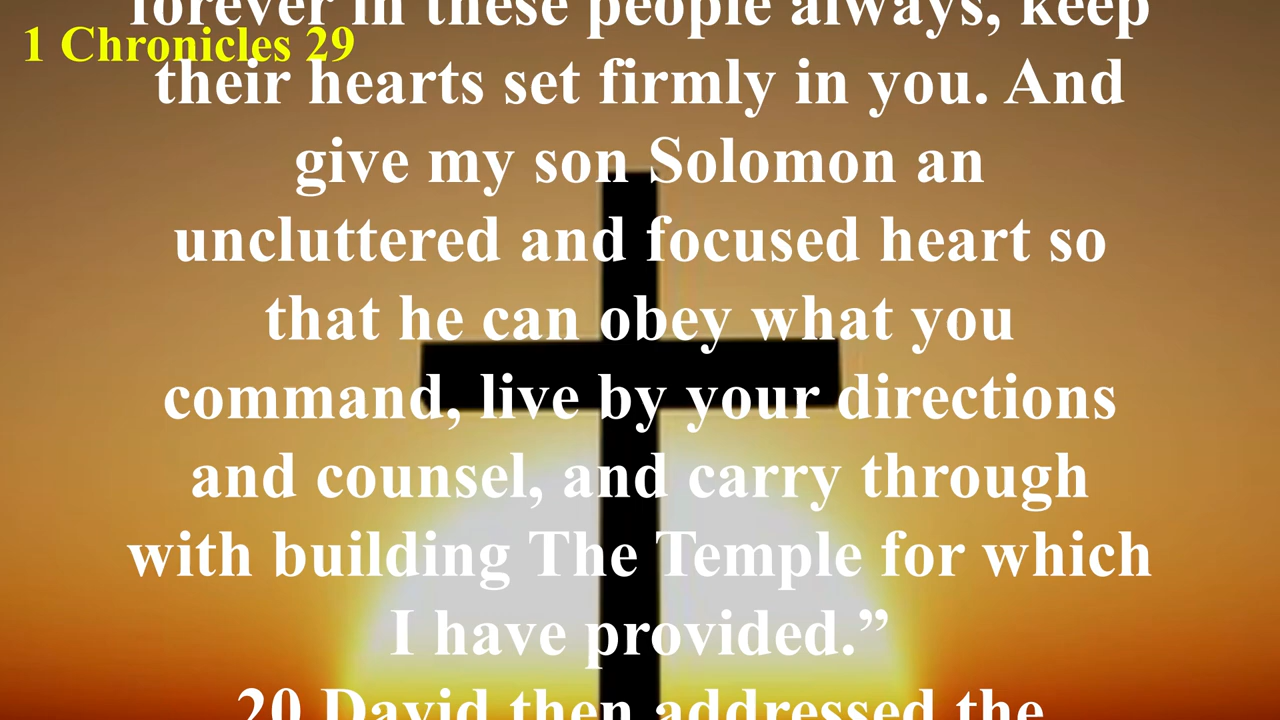 forever in these people always, keep
1 Chronicles 29
their hearts set firmly in you. And
give my son Solomon an
uncluttered and focused heart so
that he can obey what you
command, live by your directions
and counsel, and carry through
with building The Temple for which
I have provided.”
20 David then addressed the